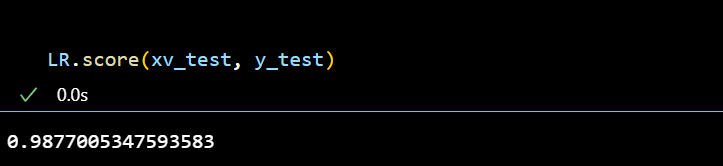 LR.score(xv_test, y_test)
0.0s
0.9877005347593583